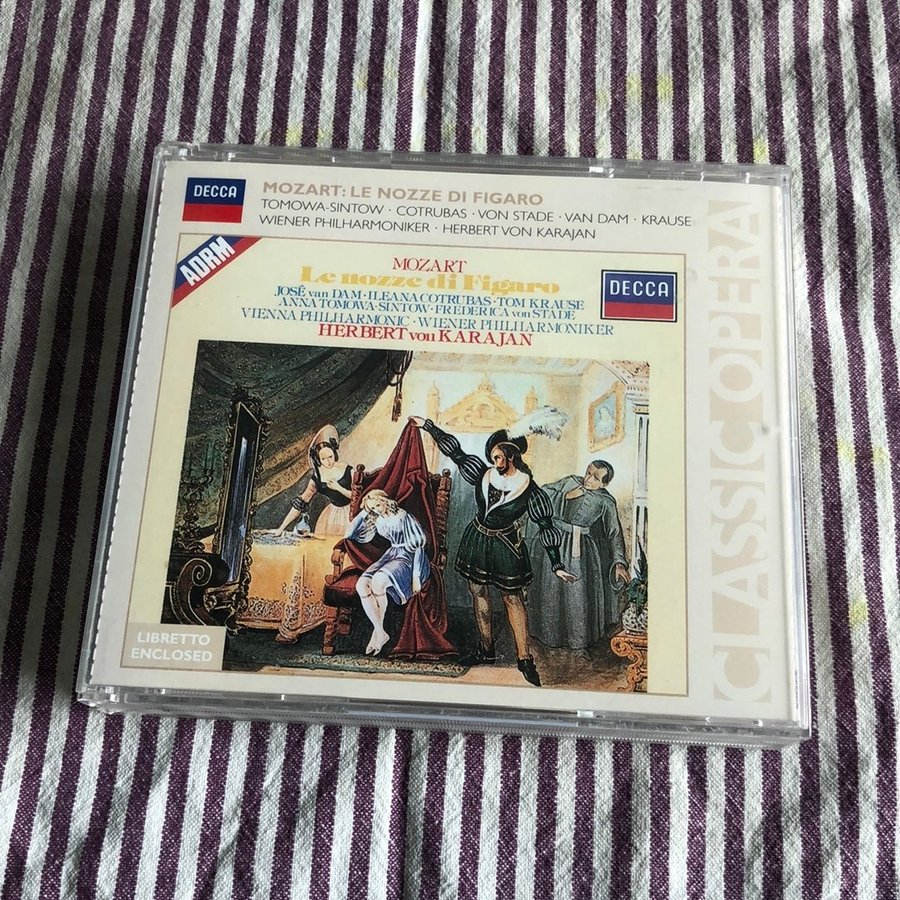 DECCA
MOZART: LE NOZZE DI FIGARO
TOMOWA-SINTOW · COTRUBAS · VON STADE · VAN DAM · KRAUSE
WIENER PHILHARMONIKER · HERBERT VON KARAJAN
ADRM
MOZART
Le nozze di Figaro
DECCA
JOSÉ van DAM · ILEANA COTRUBAS · TOM KRAUSE
ANNA TOMOWA-SINTOW · FREDERICA von STADE
VIENNA PHILHARMONIC · WIENER PHILHARMONIKER
HERBERT von KARAJAN
LIBRETTO
ENCLOSED
CLASSIC OPERA